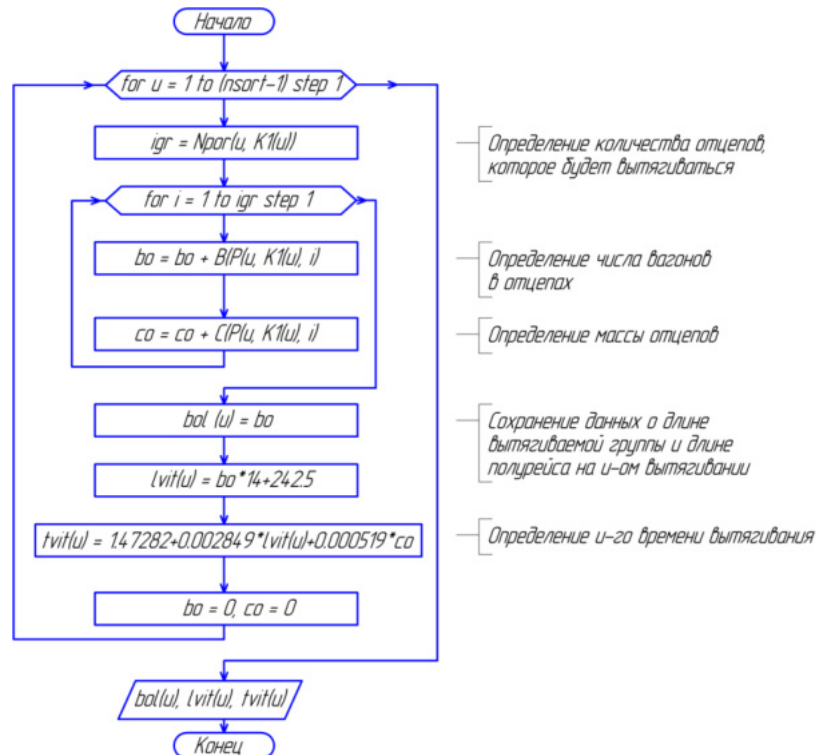 Начало
for u = 1 to (nsort-1) step 1
igr = Npor(u, K1(u))
Определение количества отцепов,
которое будет вытягиваться
for i = 1 to igr step 1
bo = bo + B(P(u, K1(u), i)
Определение числа вагонов
в отцепах
co = co + C(P(u, K1(u), i)
Определение массы отцепов
bol (u) = bo
Сохранение данных о длине
вытягиваемой группы и длине
полурейса на u-ом вытягивании
lvit(u) = bo*14+242.5
tvit(u) = 1.47282+0.002849*lvit(u)+0.000519*co
Определение u-го времени вытягивания
bo = 0, co = 0
bol(u), lvit(u), tvit(u)
Конец